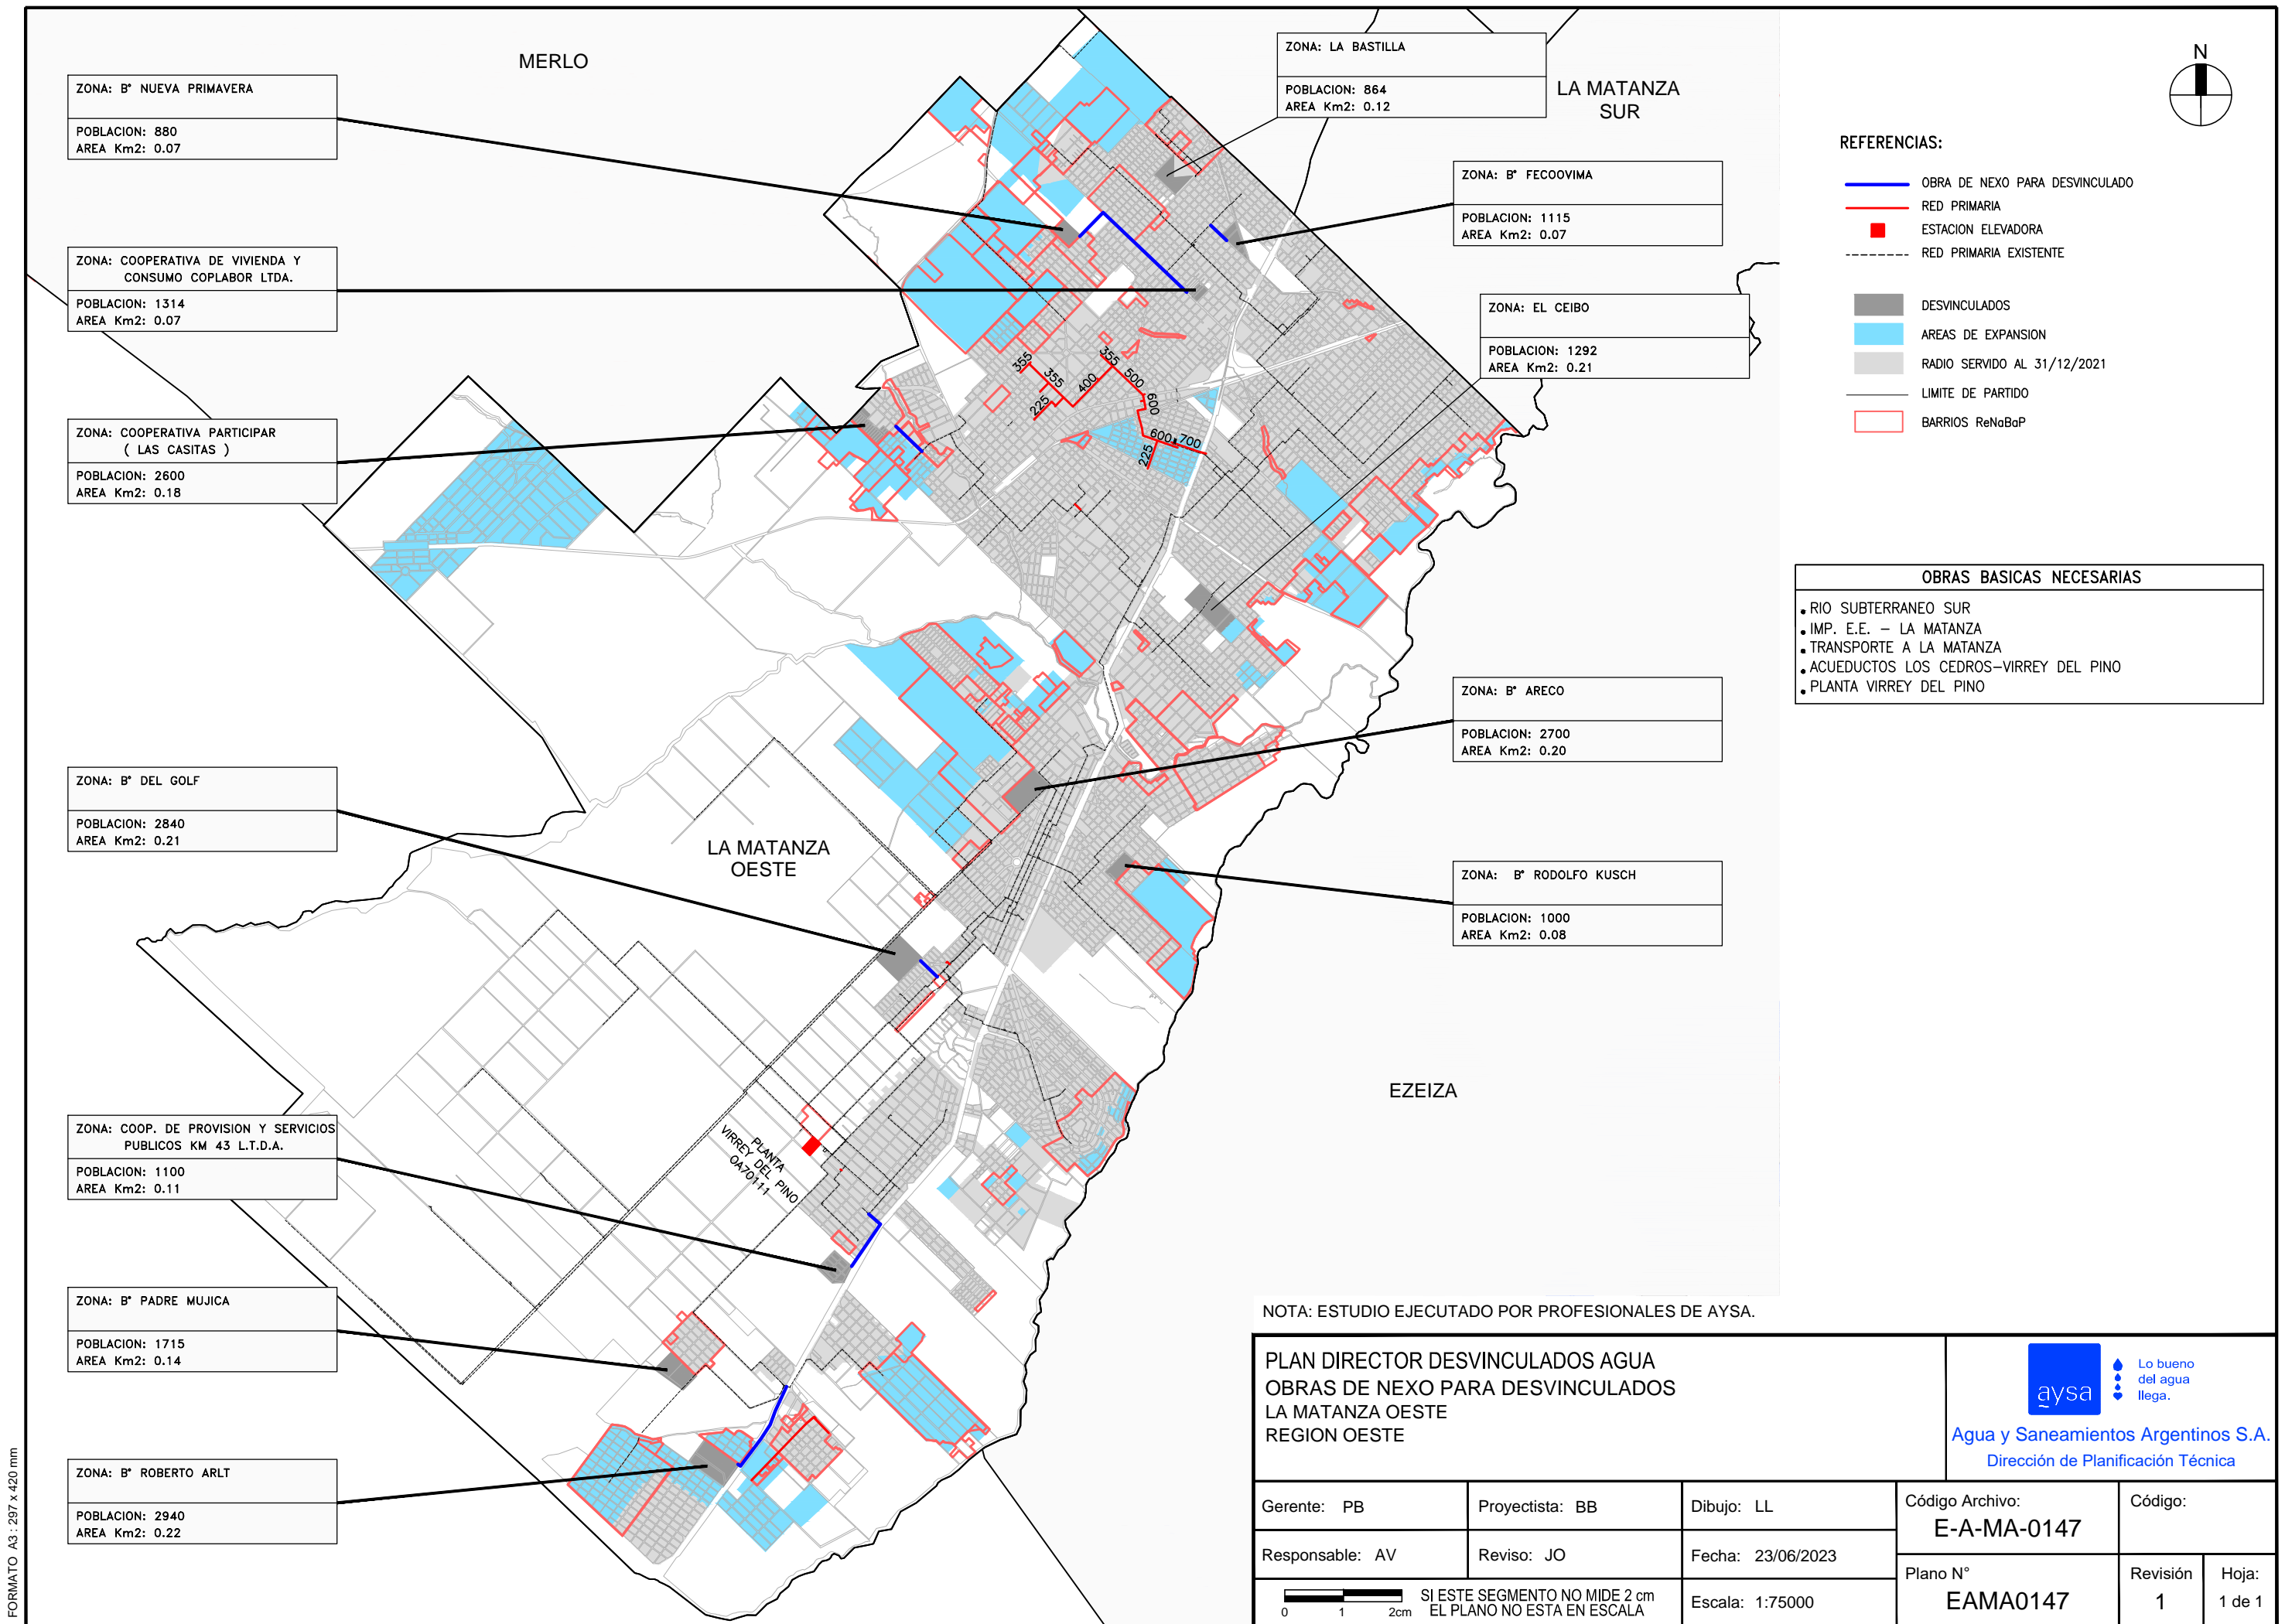 MERLO
LA MATANZA
SUR
LA MATANZA
OESTE
EZEIZA
N
ZONA: B° NUEVA PRIMAVERA
POBLACION: 880
AREA Km2: 0.07
ZONA: COOPERATIVA DE VIVIENDA Y
CONSUMO COPLABOR LTDA.
POBLACION: 1314
AREA Km2: 0.07
ZONA: COOPERATIVA PARTICIPAR
( LAS CASITAS )
POBLACION: 2600
AREA Km2: 0.18
ZONA: B° DEL GOLF
POBLACION: 2840
AREA Km2: 0.21
ZONA: COOP. DE PROVISION Y SERVICIOS
PUBLICOS KM 43 L.T.D.A.
POBLACION: 1100
AREA Km2: 0.11
ZONA: B° PADRE MUJICA
POBLACION: 1715
AREA Km2: 0.14
ZONA: B° ROBERTO ARLT
POBLACION: 2940
AREA Km2: 0.22
ZONA: LA BASTILLA
POBLACION: 864
AREA Km2: 0.12
ZONA: B° FECOOVIMA
POBLACION: 1115
AREA Km2: 0.07
ZONA: EL CEIBO
POBLACION: 1292
AREA Km2: 0.21
ZONA: B° ARECO
POBLACION: 2700
AREA Km2: 0.20
ZONA: B° RODOLFO KUSCH
POBLACION: 1000
AREA Km2: 0.08
355
355
225
400
355
500
600
600
700
225
PLANTA
VIRREY DEL PINO
OA70111
REFERENCIAS:
OBRA DE NEXO PARA DESVINCULADO
RED PRIMARIA
ESTACION ELEVADORA
RED PRIMARIA EXISTENTE
DESVINCULADOS
AREAS DE EXPANSION
RADIO SERVIDO AL 31/12/2021
LIMITE DE PARTIDO
BARRIOS ReNaBaP
OBRAS BASICAS NECESARIAS
• RIO SUBTERRANEO SUR
• IMP. E.E. – LA MATANZA
• TRANSPORTE A LA MATANZA
• ACUEDUCTOS LOS CEDROS–VIRREY DEL PINO
• PLANTA VIRREY DEL PINO
NOTA: ESTUDIO EJECUTADO POR PROFESIONALES DE AYSA.
PLAN DIRECTOR DESVINCULADOS AGUA
OBRAS DE NEXO PARA DESVINCULADOS
LA MATANZA OESTE
REGION OESTE
aysa
Lo bueno
del agua
llega.
Agua y Saneamientos Argentinos S.A.
Dirección de Planificación Técnica
Gerente: PB
Proyectista: BB
Dibujo: LL
Código Archivo:
E-A-MA-0147
Código:
Responsable: AV
Reviso: JO
Fecha: 23/06/2023
Plano N°
EAMA0147
Revisión
1
Hoja:
1 de 1
0 1 2cm
SI ESTE SEGMENTO NO MIDE 2 cm
EL PLANO NO ESTA EN ESCALA
Escala: 1:75000
FORMATO A3 : 297 x 420 mm